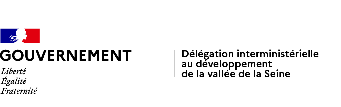 GOUVERNEMENT
Liberté
Égalité
Fraternité
Délégation interministérielle
au développement
de la vallée de la Seine